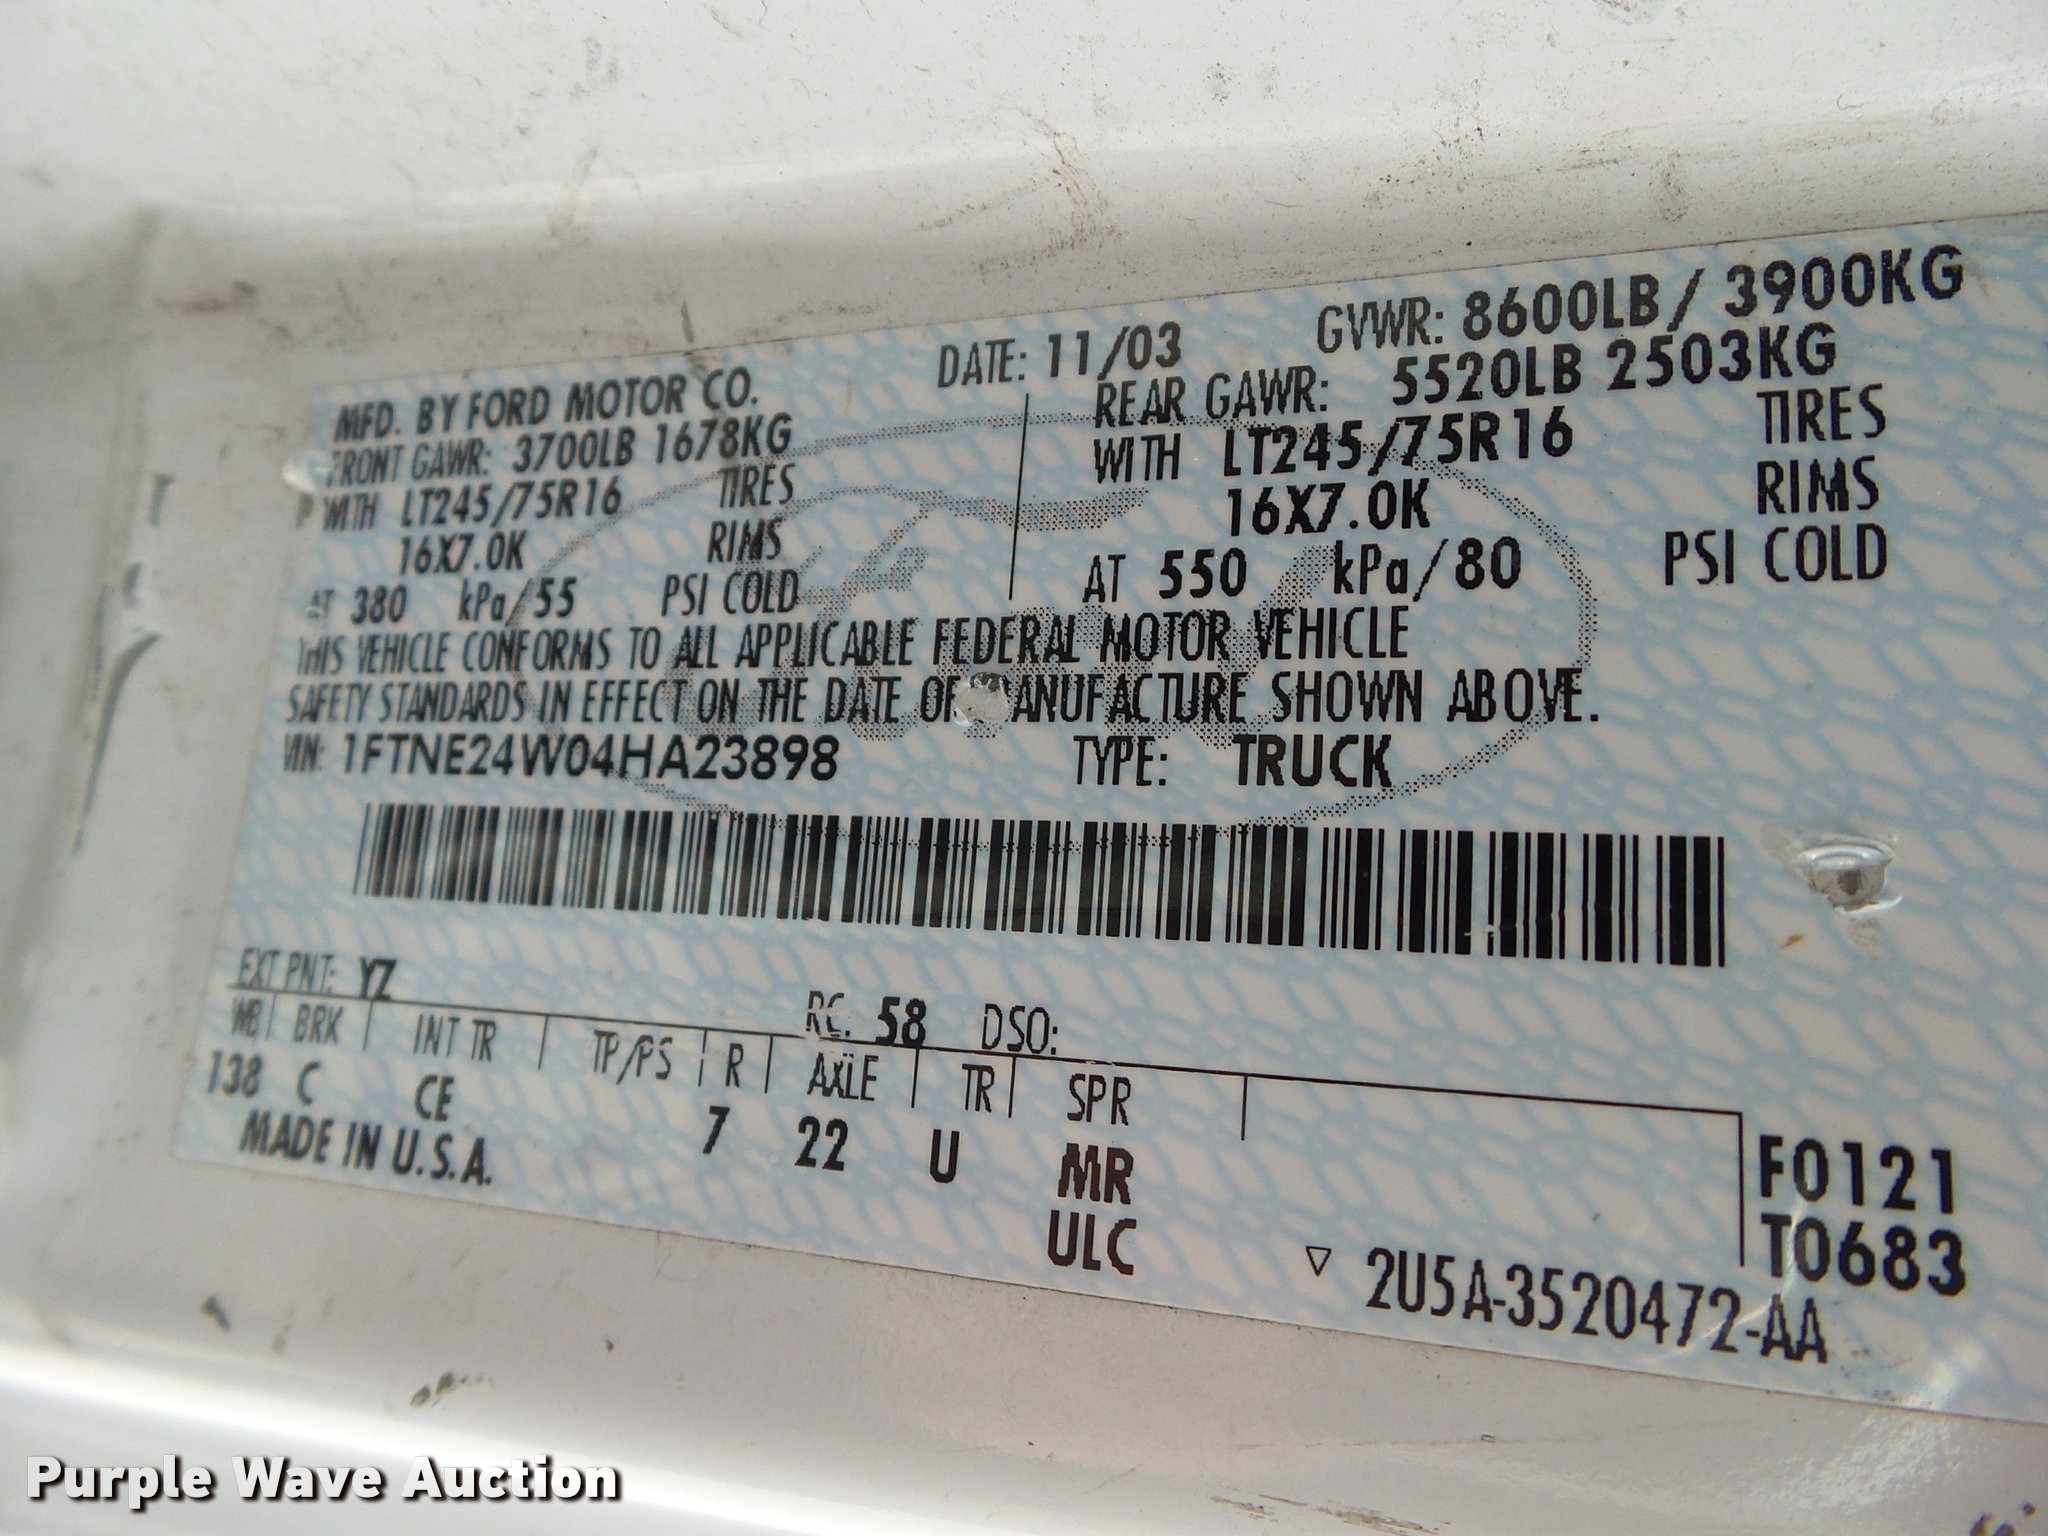 MFD. BY FORD MOTOR CO.
DATE: 11/03
GVWR: 8600LB / 3900KG
FRONT GAWR: 3700LB 1678KG
REAR GAWR: 5520LB 2503KG
WITH LT245/75R16 TIRES
WITH LT245/75R16 TIRES
16X7.0K RIMS
16X7.0K RIMS
AT 380 kPa/55 PSI COLD
AT 550 kPa/80 PSI COLD
THIS VEHICLE CONFORMS TO ALL APPLICABLE FEDERAL MOTOR VEHICLE
SAFETY STANDARDS IN EFFECT ON THE DATE OF MANUFACTURE SHOWN ABOVE.
VIN: 1FTNE24W04HA23898 TYPE: TRUCK
EXT PNT: YZ RC: 58 DSO:
WB BRK INT TR TP/PS R AXLE TR SPR
138 C CE 7 22 U MR F0121
MADE IN U.S.A. ULC T0683
▽ 2U5A-3520472-AA
Purple Wave Auction